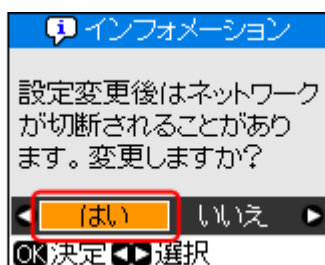 インフォメーション
設定変更後はネットワーク
が切断されることがあり
ます。変更しますか?
はい いいえ
OK決定 選択